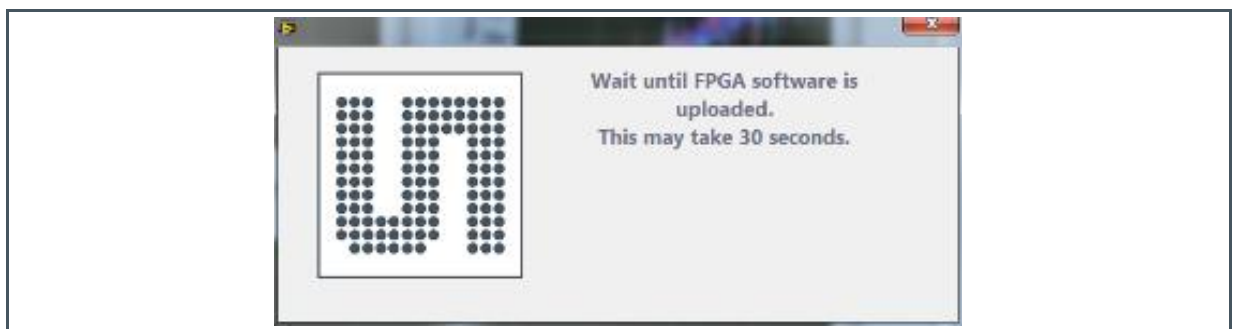 Wait until FPGA software is
uploaded.
This may take 30 seconds.